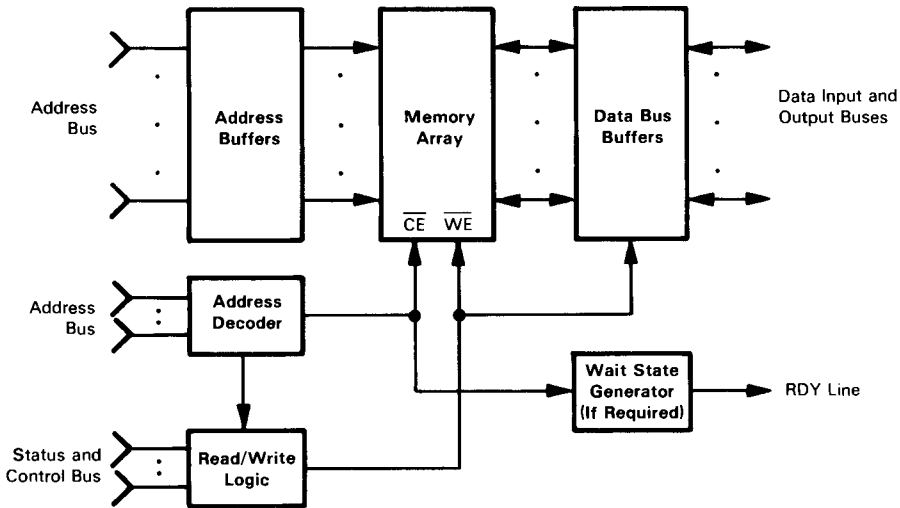 Address
Bus
Address
Buffers
Memory
Array
CE WE
Data Bus
Buffers
Data Input and
Output Buses
Address
Bus
Address
Decoder
Wait State
Generator
(If Required)
RDY Line
Status and
Control Bus
Read/Write
Logic